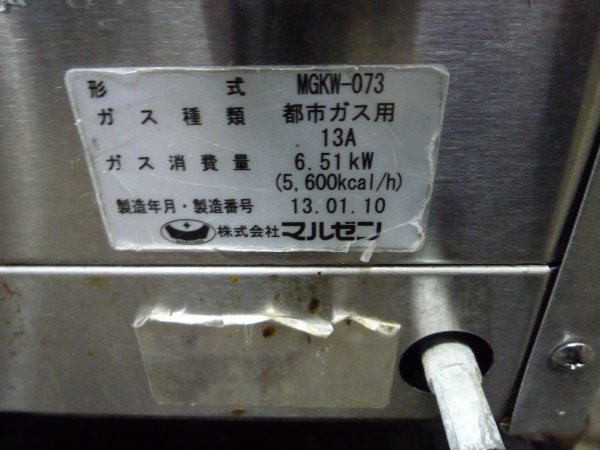 形式 MGKW-073
ガス種類 都市ガス用
13A
ガス消費量 6.51kW
(5,600kcal/h)
製造年月・製造番号 13.01.10
株式会社マルゼン